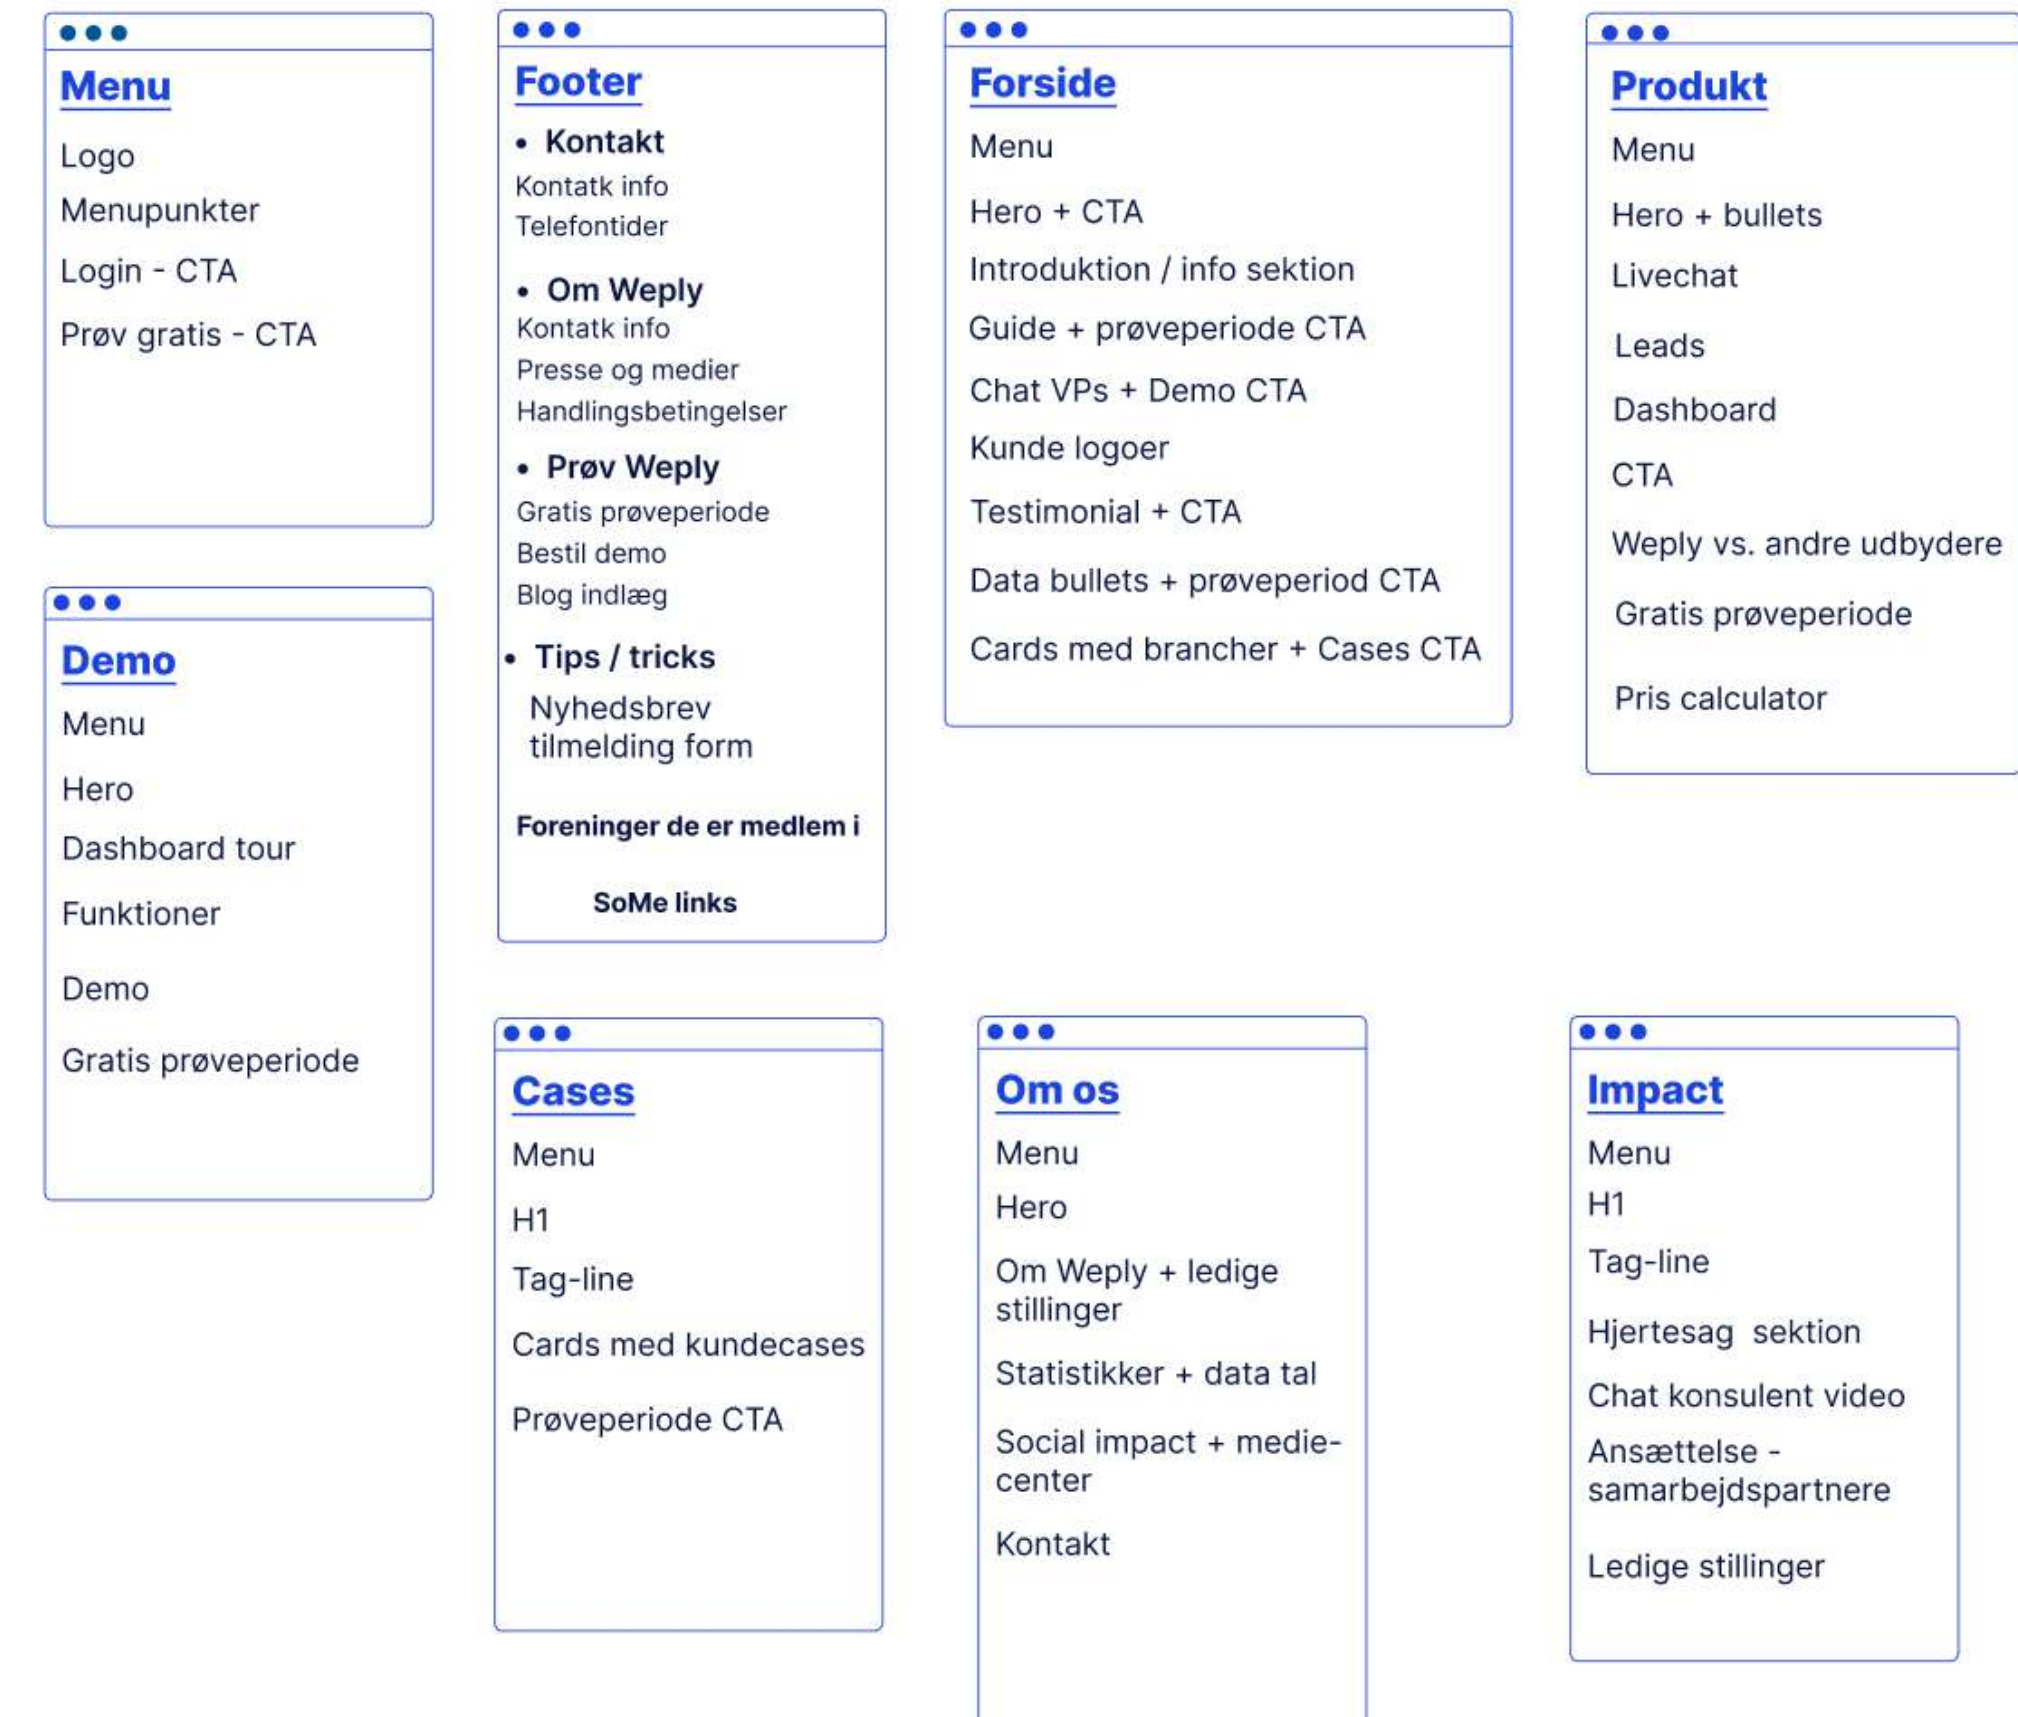 Menu
Logo
Menupunkter
Login - CTA
Prøv gratis - CTA
Footer
• Kontakt
Kontatk info
Telefontider
• Om Weply
Kontatk info
Presse og medier
Handlingsbetingelser
• Prøv Weply
Gratis prøveperiode
Bestil demo
Blog indlæg
• Tips / tricks
Nyhedsbrev
tilmelding form
Foreninger de er medlem i
SoMe links
Forside
Menu
Hero + CTA
Introduktion / info sektion
Guide + prøveperiode CTA
Chat VPs + Demo CTA
Kunde logoer
Testimonial + CTA
Data bullets + prøveperiod CTA
Cards med brancher + Cases CTA
Produkt
Menu
Hero + bullets
Livechat
Leads
Dashboard
CTA
Weply vs. andre udbydere
Gratis prøveperiode
Pris calculator
Demo
Menu
Hero
Dashboard tour
Funktioner
Demo
Gratis prøveperiode
Cases
Menu
H1
Tag-line
Cards med kundecases
Prøveperiode CTA
Om os
Menu
Hero
Om Weply + ledige
stillinger
Statistikker + data tal
Social impact + medie-
center
Kontakt
Impact
Menu
H1
Tag-line
Hjertesag sektion
Chat konsulent video
Ansættelse -
samarbejdspartnere
Ledige stillinger